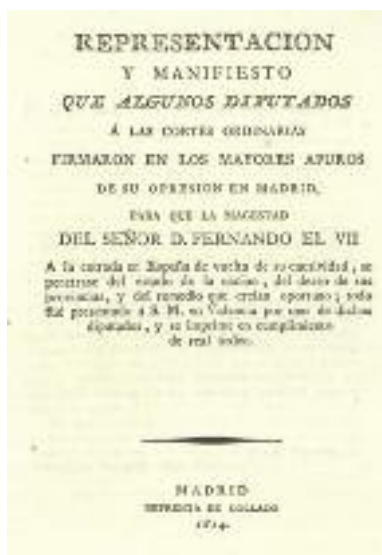 REPRESENTACION
Y MANIFIESTO
QUE ALGUNOS DIPUTADOS
Á LAS CORTES ORDINARIAS
FIRMARON EN LOS MAYORES APUROS
DE SU OPRESION EN MADRID,
PARA QUE LA MAGESTAD
DEL SEÑOR D. FERNANDO EL VII
A la entrada en España de vuelta de su cautividad, se
penetrase del estado de la nacion, del deseo de sus
provincias, y del remedio que creian oportuno; todo
fué presentado á S. M. en Valencia por uno de dichos
diputados, y se imprime en cumplimiento
de real orden.
MADRID
IMPRENTA DE COLLADO
1814.